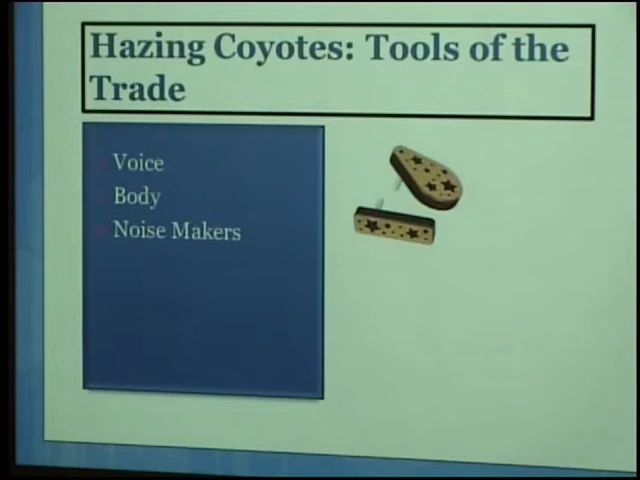 Hazing Coyotes: Tools of the
Trade
Voice
Body
Noise Makers